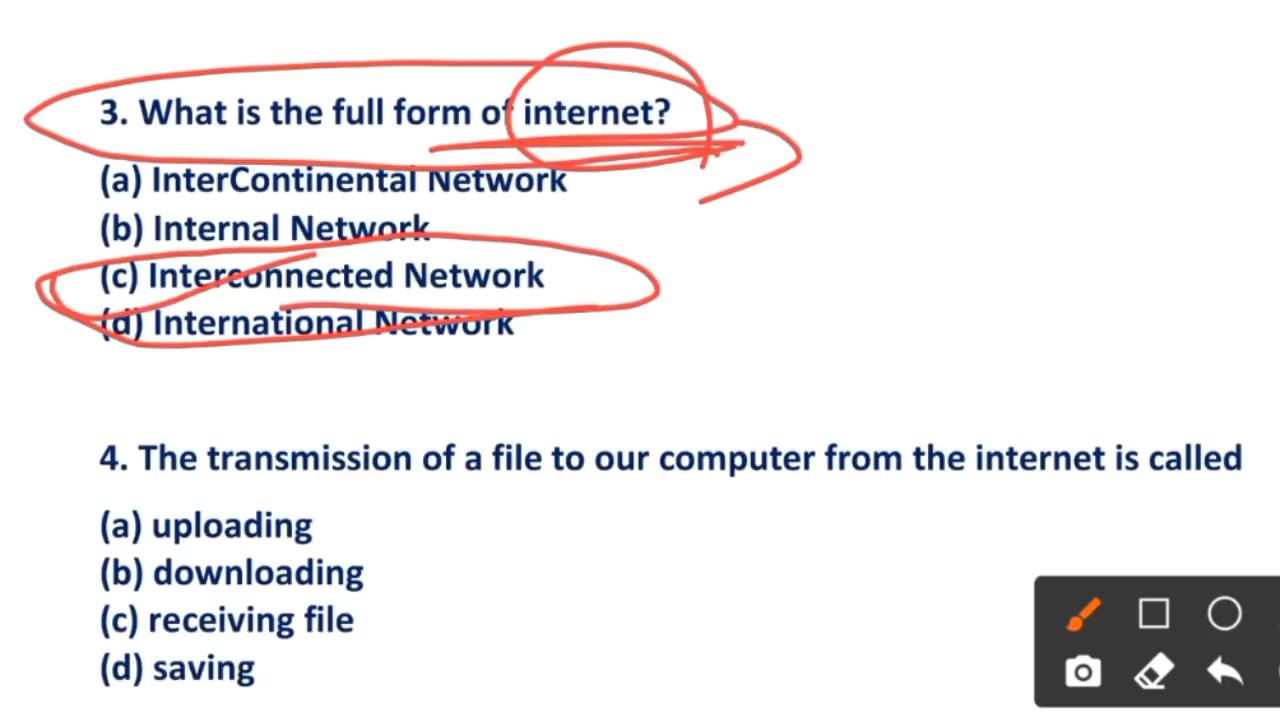 3. What is the full form of internet?
(a) InterContinental Network
(b) Internal Network
(c) Interconnected Network
(d) International Network
4. The transmission of a file to our computer from the internet is called
(a) uploading
(b) downloading
(c) receiving file
(d) saving